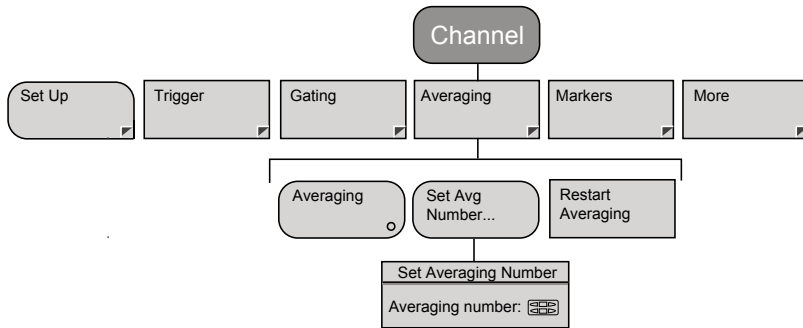 Channel
Set Up
Trigger
Gating
Averaging
Markers
More
Averaging
Set Avg
Number...
Restart
Averaging
Set Averaging Number
Averaging number: